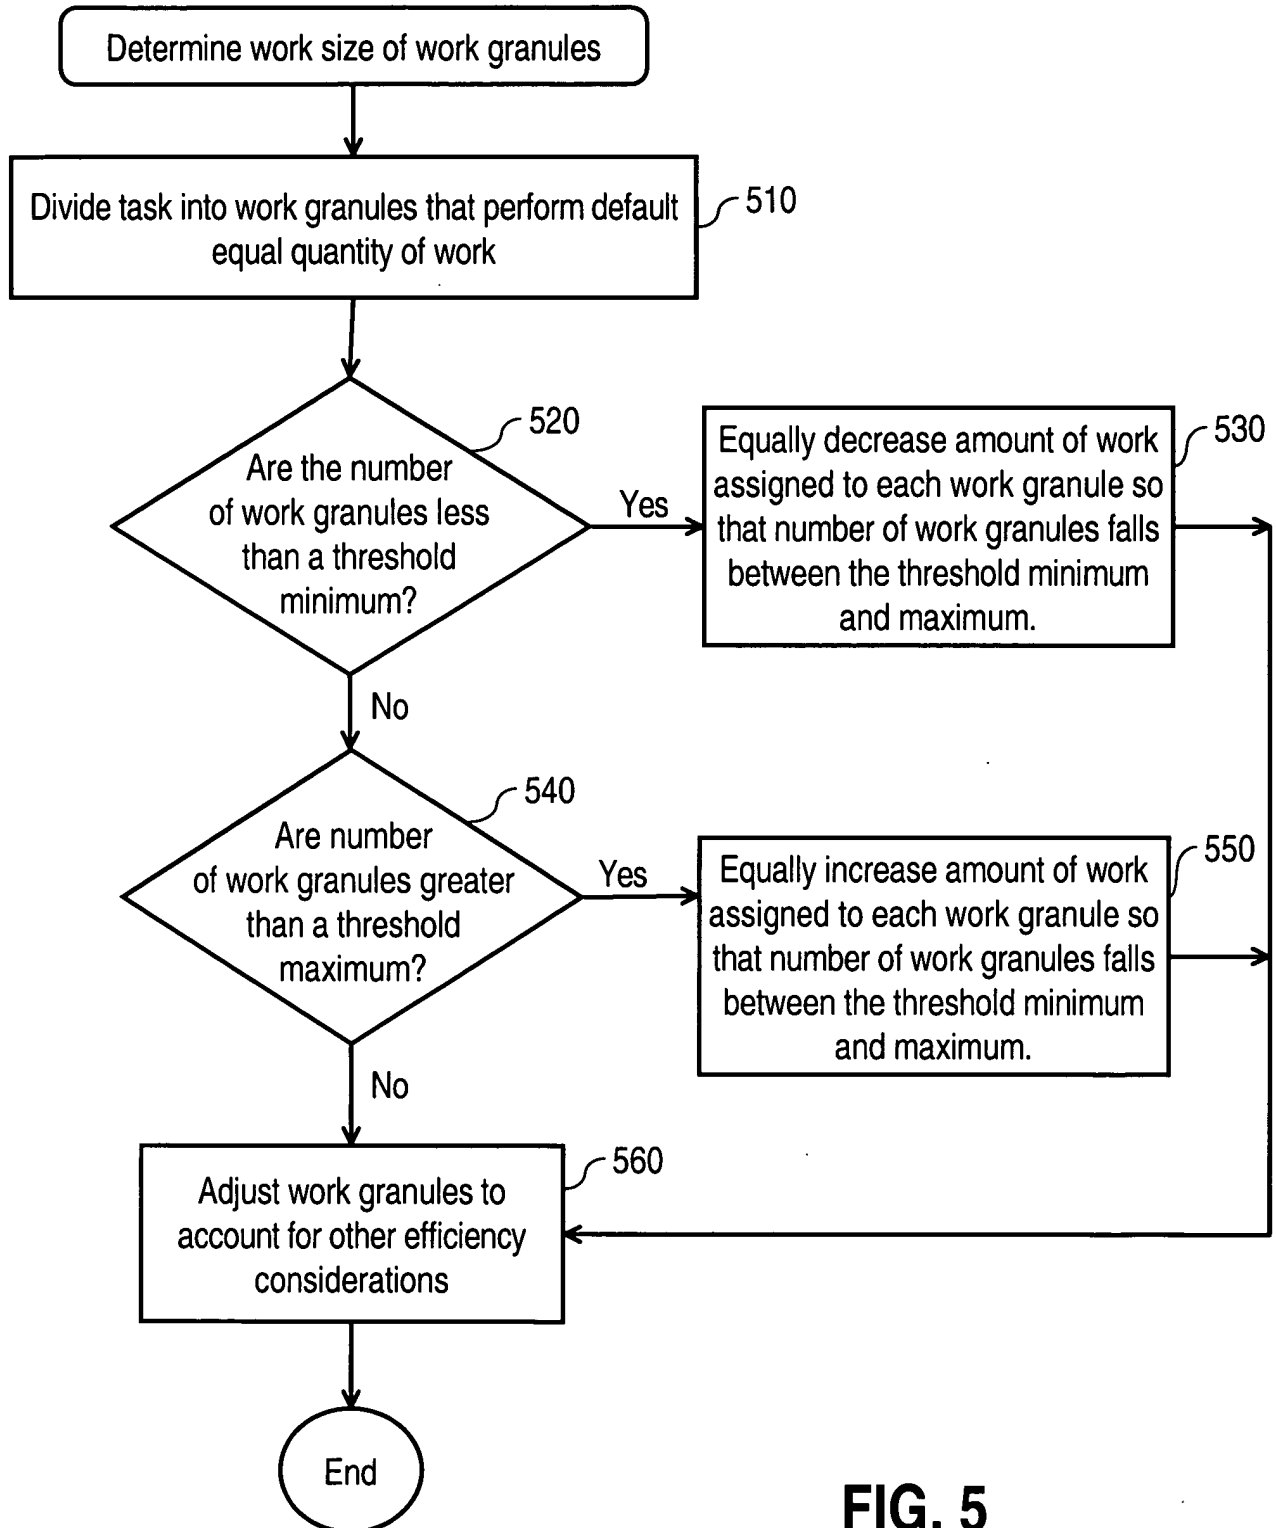 Determine work size of work granules
Divide task into work granules that perform default
equal quantity of work
510
Are the number
of work granules less
than a threshold
minimum?
520
Yes
Equally decrease amount of work
assigned to each work granule so
that number of work granules falls
between the threshold minimum
and maximum.
530
No
Are number
of work granules greater
than a threshold
maximum?
540
Yes
Equally increase amount of work
assigned to each work granule so
that number of work granules falls
between the threshold minimum
and maximum.
550
No
Adjust work granules to
account for other efficiency
considerations
560
End
FIG. 5